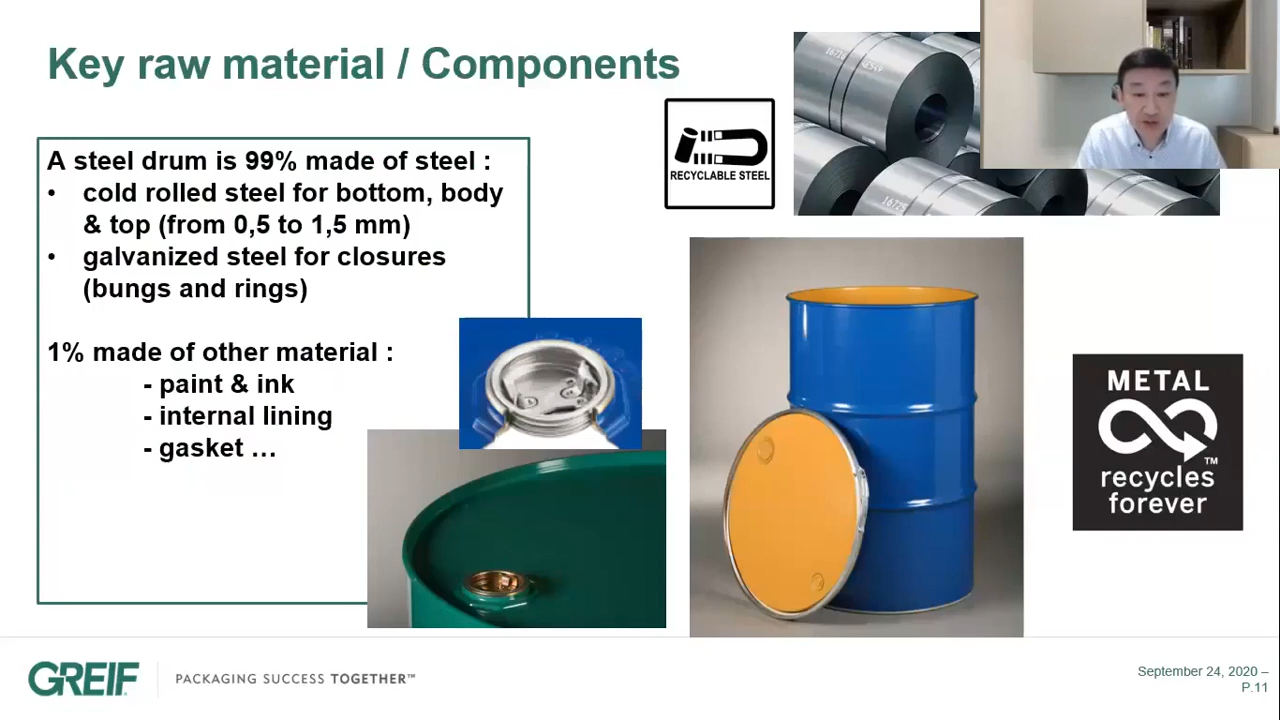 Key raw material / Components
A steel drum is 99% made of steel :
• cold rolled steel for bottom, body
& top (from 0,5 to 1,5 mm)
• galvanized steel for closures
(bungs and rings)
1% made of other material :
- paint & ink
- internal lining
- gasket …
RECYCLABLE STEEL
METAL
™
recycles
forever
GREIF
PACKAGING SUCCESS TOGETHER™
September 24, 2020 –
P.11